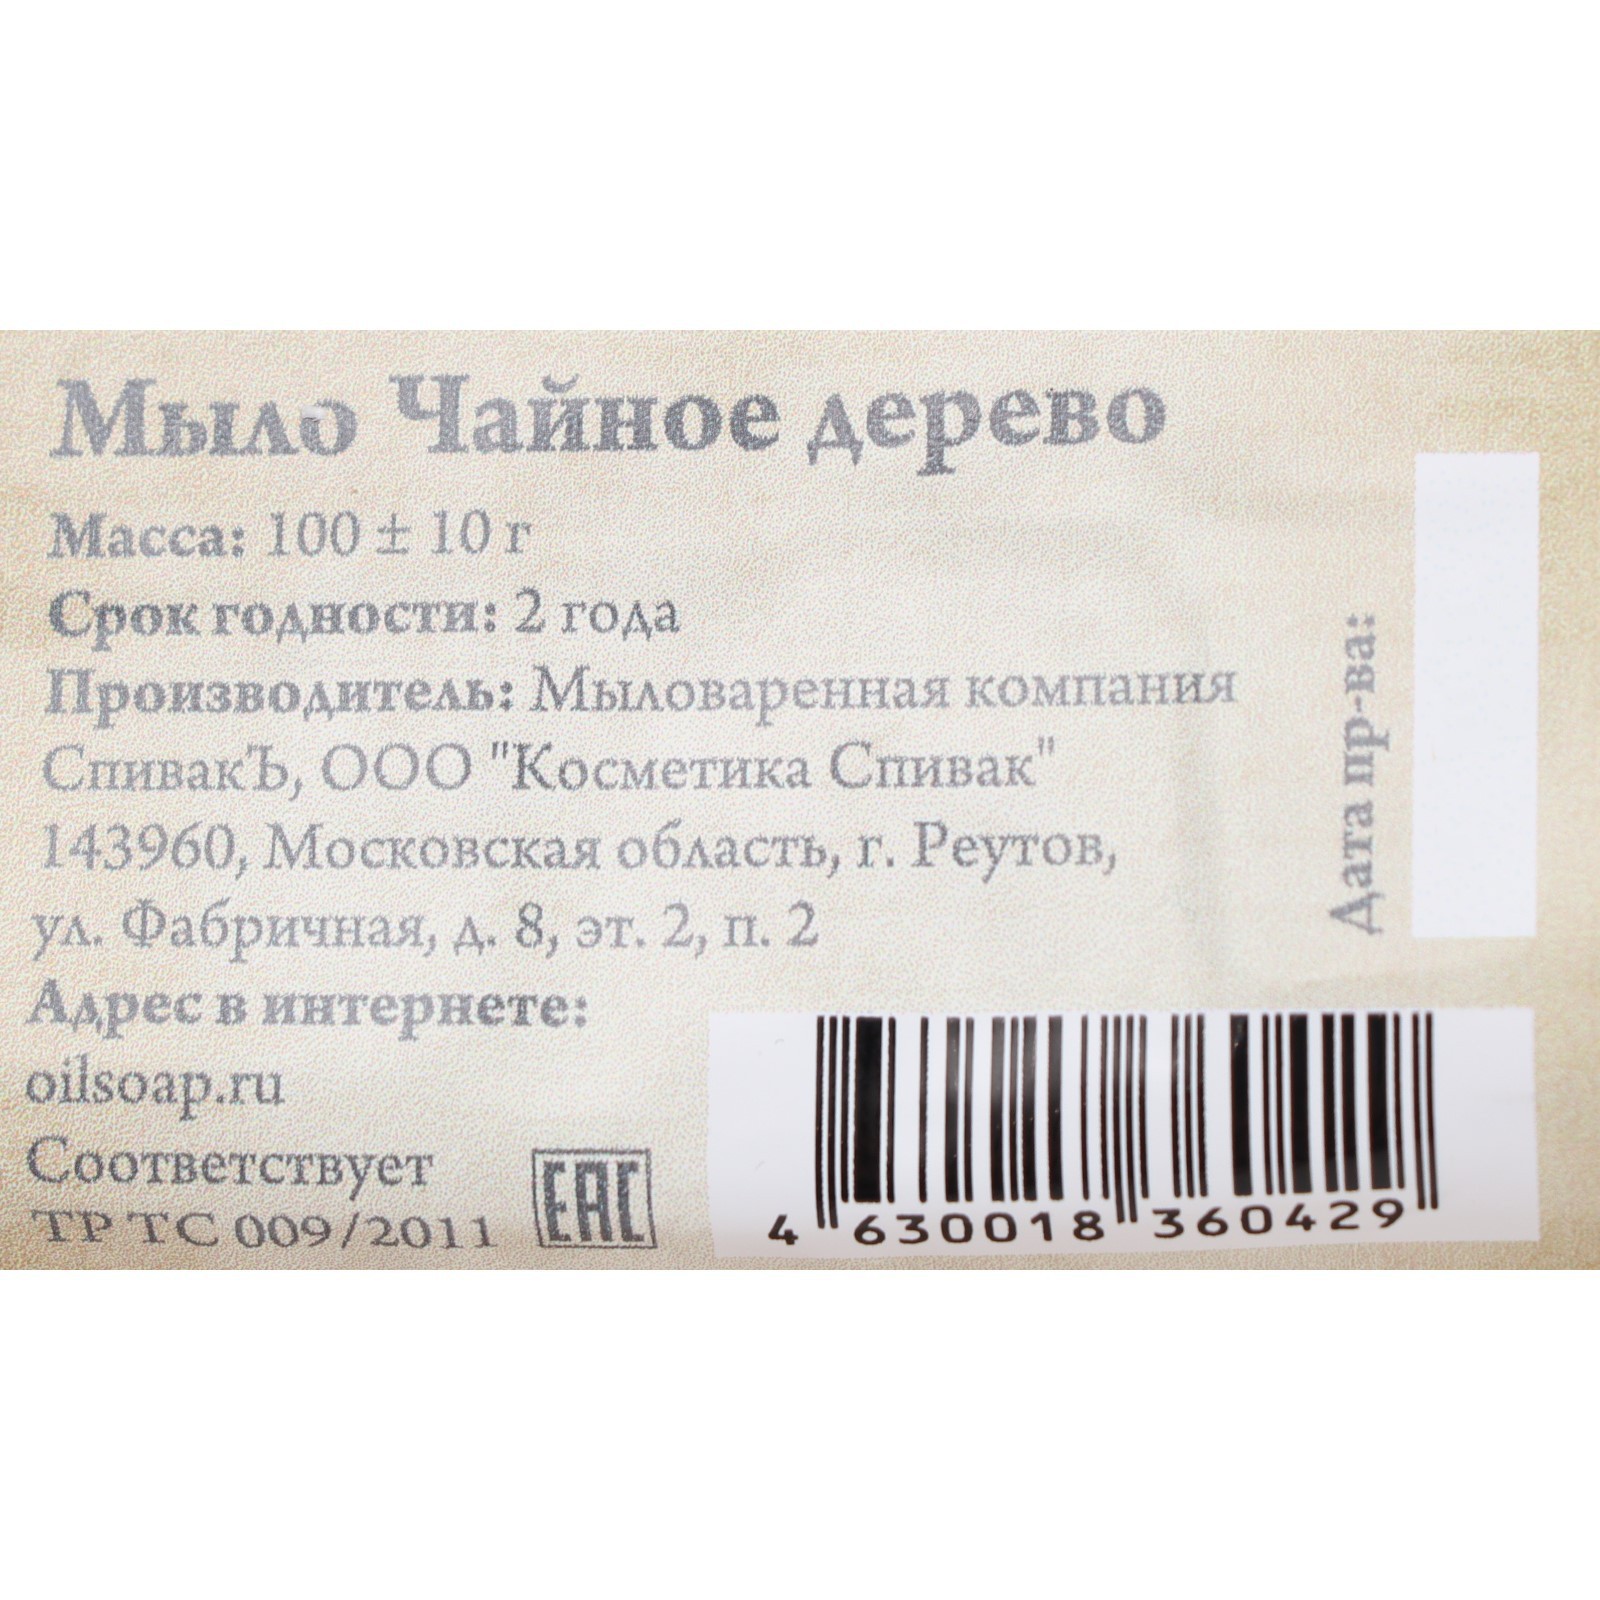 Мыло Чайное дерево
Масса: 100 ± 10 г
Срок годности: 2 года
Производитель: Мыловаренная компания
СпивакЪ, ООО "Косметика Спивак"
143960, Московская область, г. Реутов,
ул. Фабричная, д. 8, эт. 2, п. 2
Адрес в интернете:
oilsoap.ru
Соответствует
ТР ТС 009/2011
EAC
Дата пр-ва:
4 630018 360429